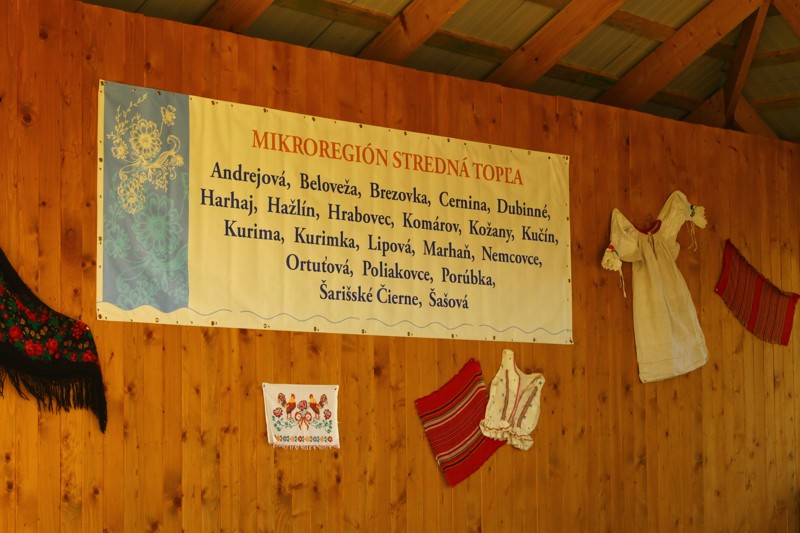 MIKROREGIÓN STREDNÁ TOPĽA
Andrejová, Beloveža, Brezovka, Cernina, Dubinné,
Harhaj, Hažlín, Hrabovec, Komárov, Kožany, Kučín,
Kurima, Kurimka, Lipová, Marhaň, Nemcovce,
Ortuťová, Poliakovce, Porúbka,
Šarišské Čierne, Šašová